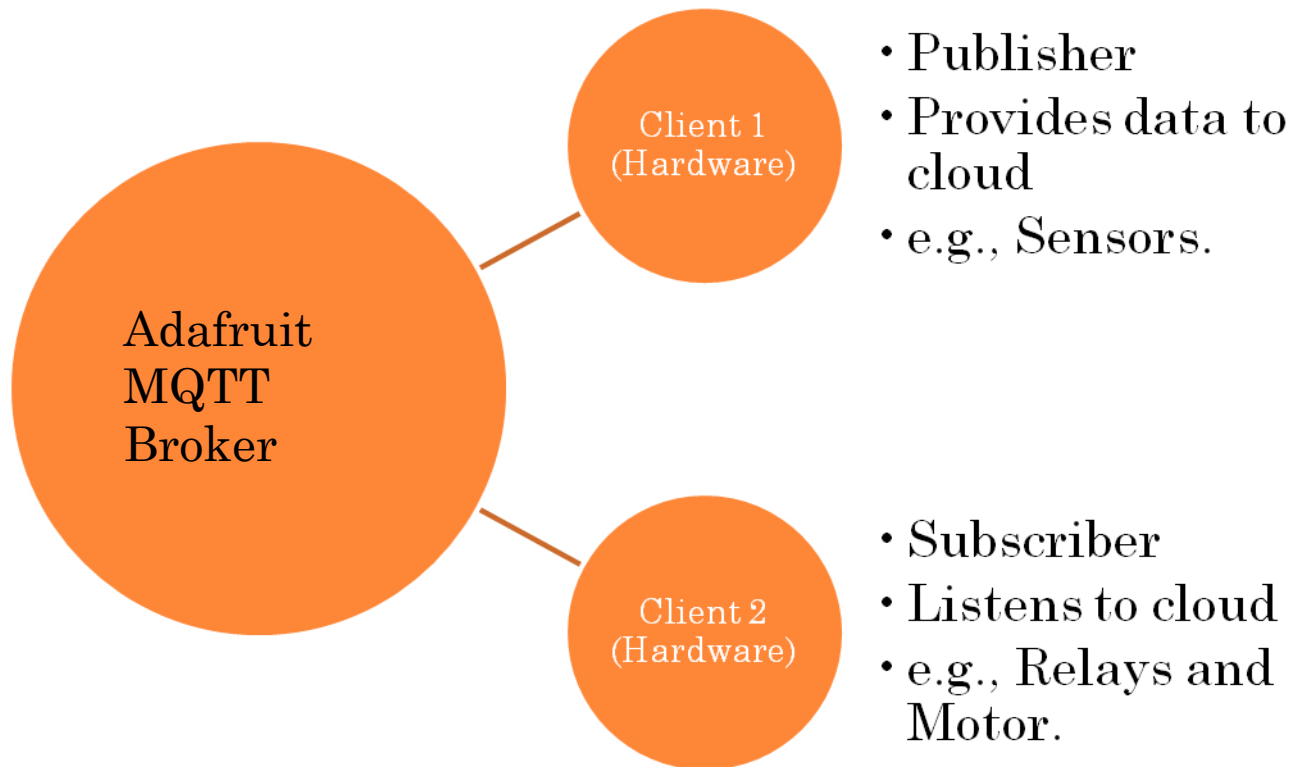 Adafruit
MQTT
Broker
Client 1
(Hardware)
• Publisher
• Provides data to
cloud
• e.g., Sensors.
Client 2
(Hardware)
• Subscriber
• Listens to cloud
• e.g., Relays and
Motor.